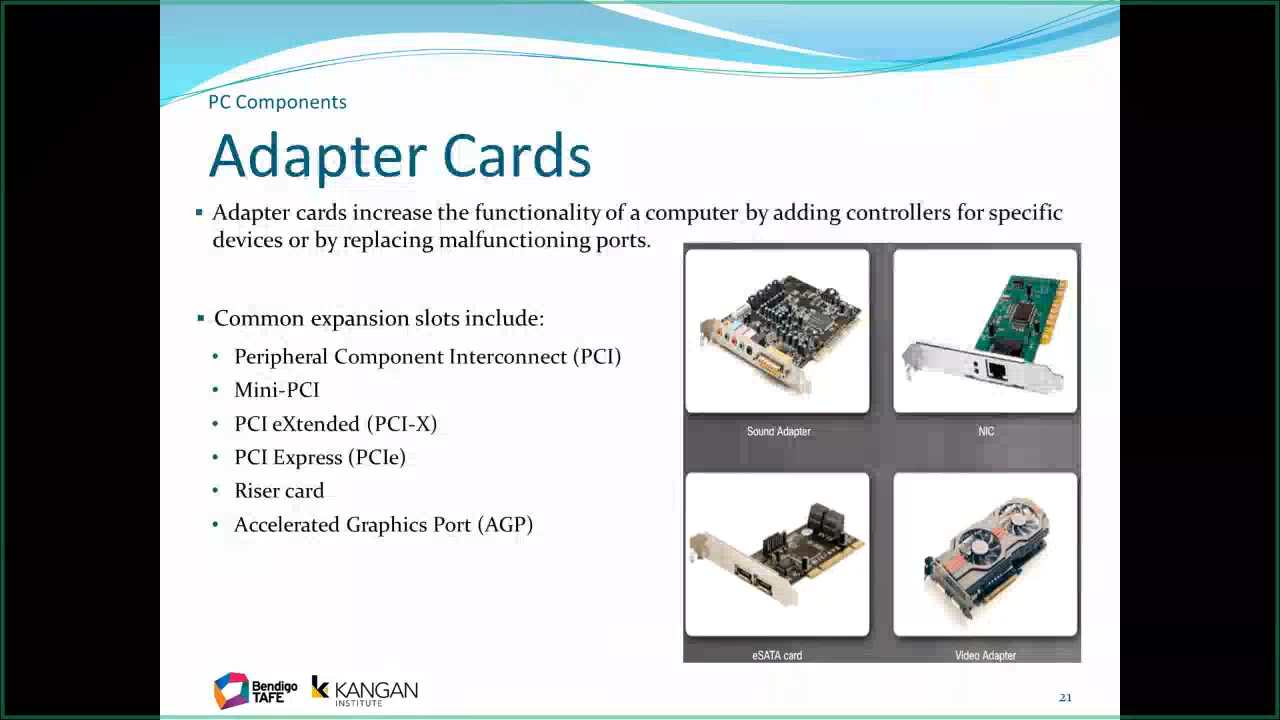 PC Components
Adapter Cards
▪ Adapter cards increase the functionality of a computer by adding controllers for specific
devices or by replacing malfunctioning ports.
▪ Common expansion slots include:
• Peripheral Component Interconnect (PCI)
• Mini-PCI
• PCI eXtended (PCI-X)
• PCI Express (PCIe)
• Riser card
• Accelerated Graphics Port (AGP)
Sound Adapter
NIC
eSATA card
Video Adapter
Bendigo
TAFE
KANGAN
INSTITUTE
21